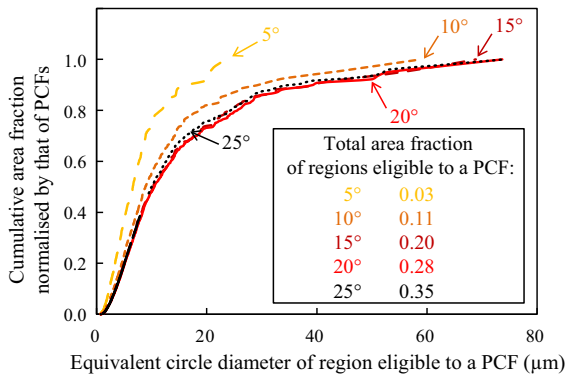 Cumulative area fraction
normalised by that of PCFs
1.0
0.8
0.6
0.4
0.2
0.0
5°
10°
15°
20°
25°
Total area fraction
of regions eligible to a PCF:
5° 0.03
10° 0.11
15° 0.20
20° 0.28
25° 0.35
0 20 40 60 80
Equivalent circle diameter of region eligible to a PCF (µm)